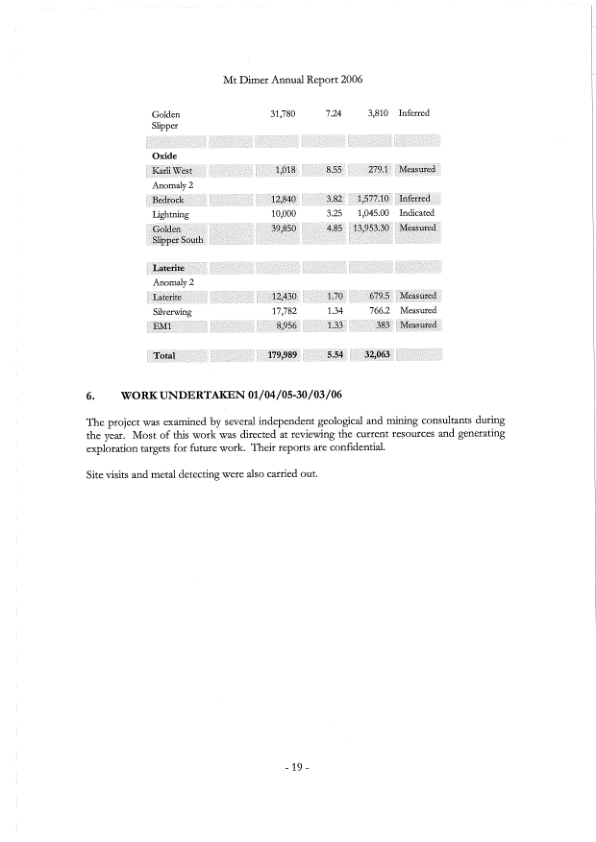 Mt Dimer Annual Report 2006
Golden 31,780 7.24 3,810 Inferred
Slipper
Oxide
Karli West 1,018 8.55 279.1 Measured
Anomaly 2
Bedrock 12,840 3.82 1,577.10 Inferred
Lightning 10,000 3.25 1,045.00 Indicated
Golden 39,850 4.85 13,953.30 Measured
Slipper South
Laterite
Anomaly 2
Laterite 12,430 1.70 679.5 Measured
Silverwing 17,782 1.34 766.2 Measured
EM1 8,956 1.33 383 Measured
Total 179,989 5.54 32,063
6. WORK UNDERTAKEN 01/04/05-30/03/06
The project was examined by several independent geological and mining consultants during
the year. Most of this work was directed at reviewing the current resources and generating
exploration targets for future work. Their reports are confidential.
Site visits and metal detecting were also carried out.
- 19 -